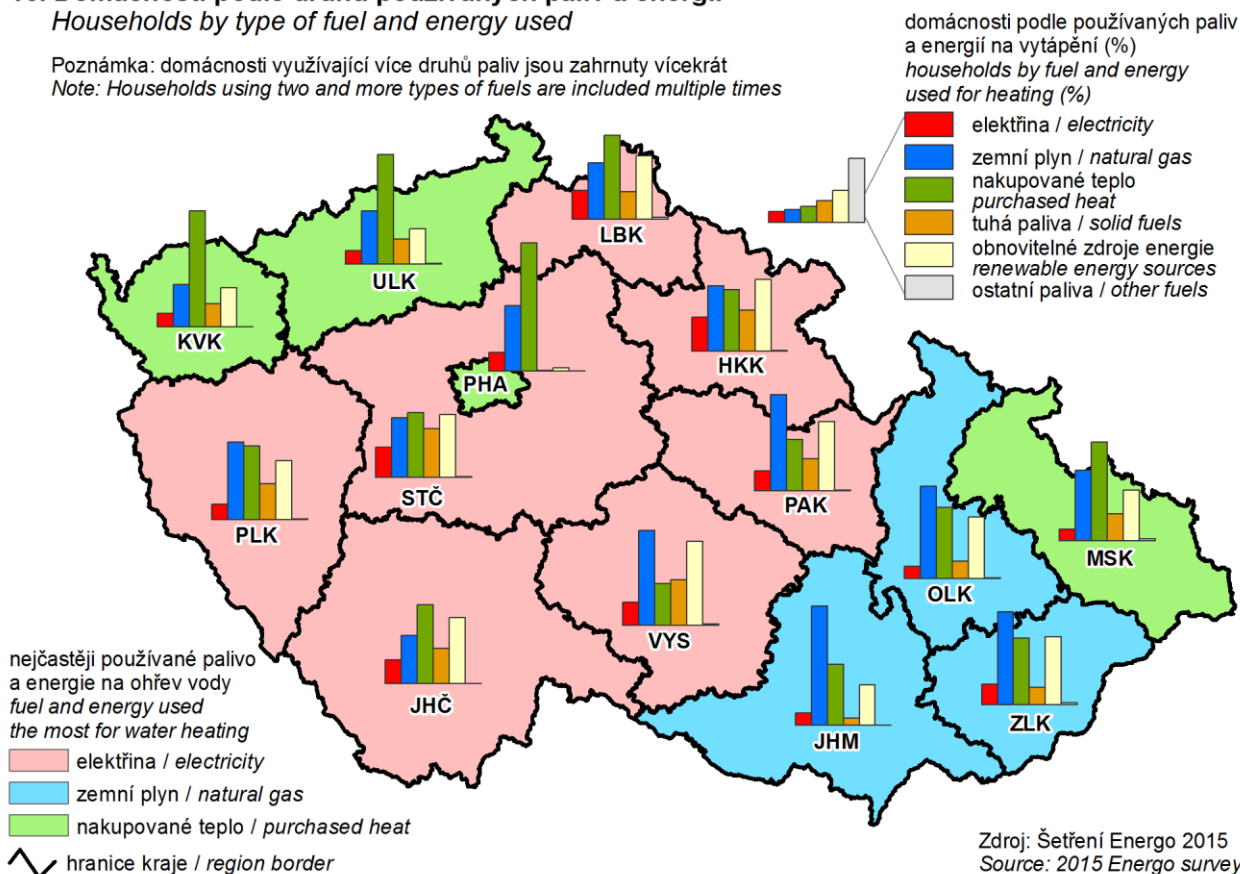 Households by type of fuel and energy used
Poznámka: domácnosti využívající více druhů paliv jsou zahrnuty vícekrát
Note: Households using two and more types of fuels are included multiple times
domácnosti podle používaných paliv
a energií na vytápění (%)
households by fuel and energy
used for heating (%)
elektřina / electricity
zemní plyn / natural gas
nakupované teplo
purchased heat
tuhá paliva / solid fuels
obnovitelné zdroje energie
renewable energy sources
ostatní paliva / other fuels
LBK
ULK
KVK
HKK
PHA
STČ
PAK
PLK
MSK
OLK
VYS
JHČ
ZLK
JHM
nejčastěji používané palivo
a energie na ohřev vody
fuel and energy used
the most for water heating
elektřina / electricity
zemní plyn / natural gas
nakupované teplo / purchased heat
hranice kraje / region border
Zdroj: Šetření Energo 2015
Source: 2015 Energo survey